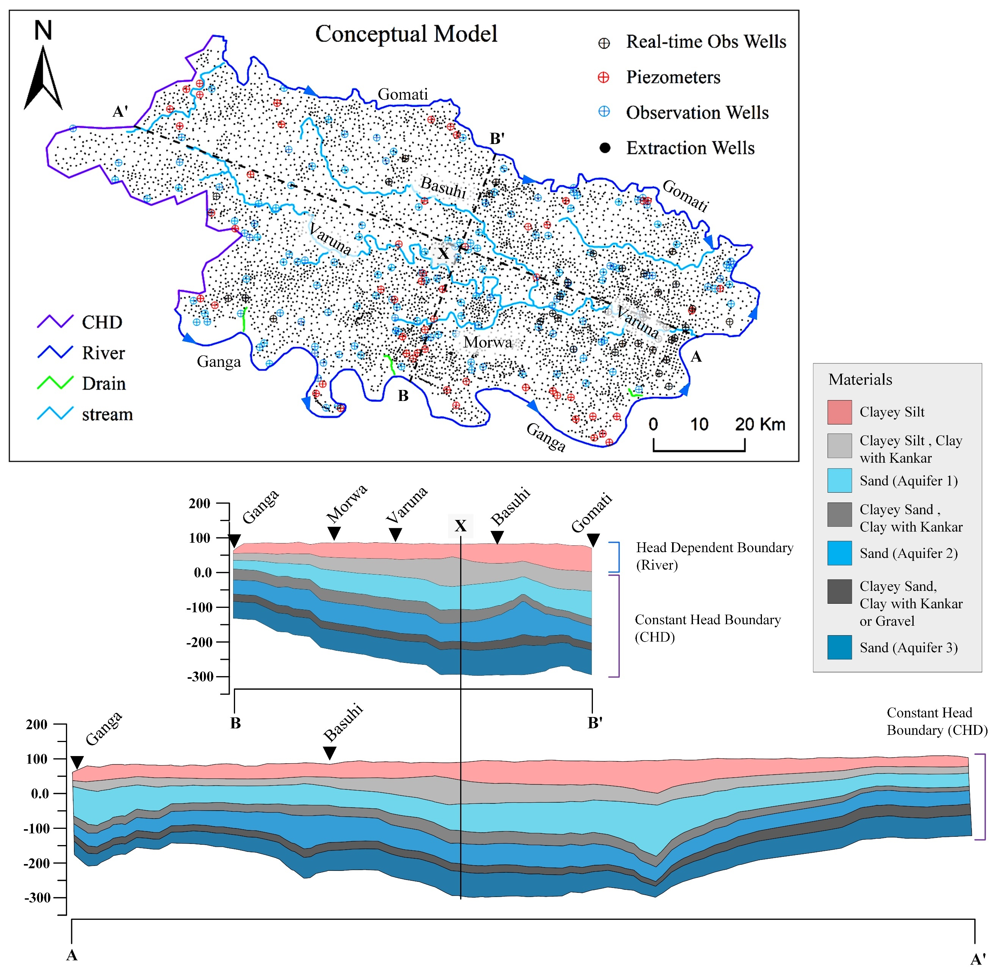 N
Conceptual Model
Real-time Obs Wells
Piezometers
Observation Wells
Extraction Wells
Gomati
A'
B'
Basuhi
Gomati
Varuna
X
Varuna
Morwa
A
Ganga
B
Ganga
CHD
River
Drain
stream
0 10 20 Km
Materials
Clayey Silt
Clayey Silt , Clay
with Kankar
Sand (Aquifer 1)
Clayey Sand ,
Clay with Kankar
Sand (Aquifer 2)
Clayey Sand,
Clay with Kankar
or Gravel
Sand (Aquifer 3)
Ganga
Morwa
Varuna
X
Basuhi
Gomati
200
100
0.0
-100
-200
-300
Head Dependent Boundary
(River)
Constant Head Boundary
(CHD)
B
B'
Ganga
Basuhi
Constant Head
Boundary (CHD)
200
100
0.0
-100
-200
-300
A
A'